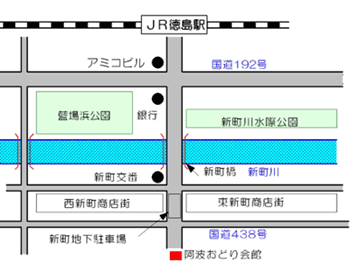 JR徳島駅
アミコビル
国道192号
藍場浜公園
銀行
新町川水際公園
新町橋
新町川
新町交番
西新町商店街
東新町商店街
新町地下駐車場
国道438号
阿波おどり会館